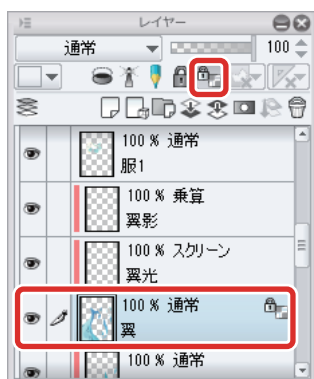 レイヤー
通常
100
100 % 通常
服1
100 % 乗算
翼影
100 % スクリーン
翼光
100 % 通常
翼
100 % 通常